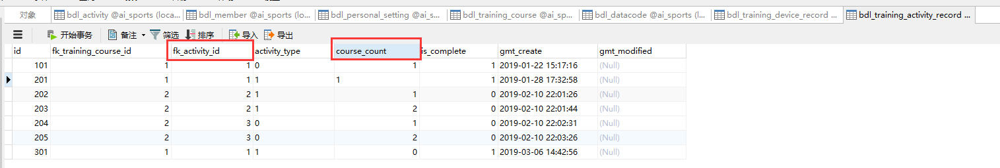 对象 bdl_activity @ai_sports (loca... bdl_member @ai_sports (lo... bdl_personal_setting @ai_s... bdl_training_course @ai_sp... bdl_datacode @ai_sports (l... bdl_training_device_record ... bdl_training_activity_record ...
开始事务 备注 筛选 排序 导入 导出
id fk_training_course_id fk_activity_id activity_type course_count is_complete gmt_create gmt_modified
101 1 1 0 1 1 2019-01-22 15:17:16 (Null)
201 1 1 1 1 1 2019-01-28 17:32:58 (Null)
202 2 2 1 1 0 2019-02-10 22:01:26 (Null)
203 2 2 1 2 0 2019-02-10 22:01:44 (Null)
204 2 3 0 1 0 2019-02-10 22:02:31 (Null)
205 2 3 0 2 0 2019-02-10 22:03:26 (Null)
301 1 1 1 0 1 2019-03-06 14:42:56 (Null)